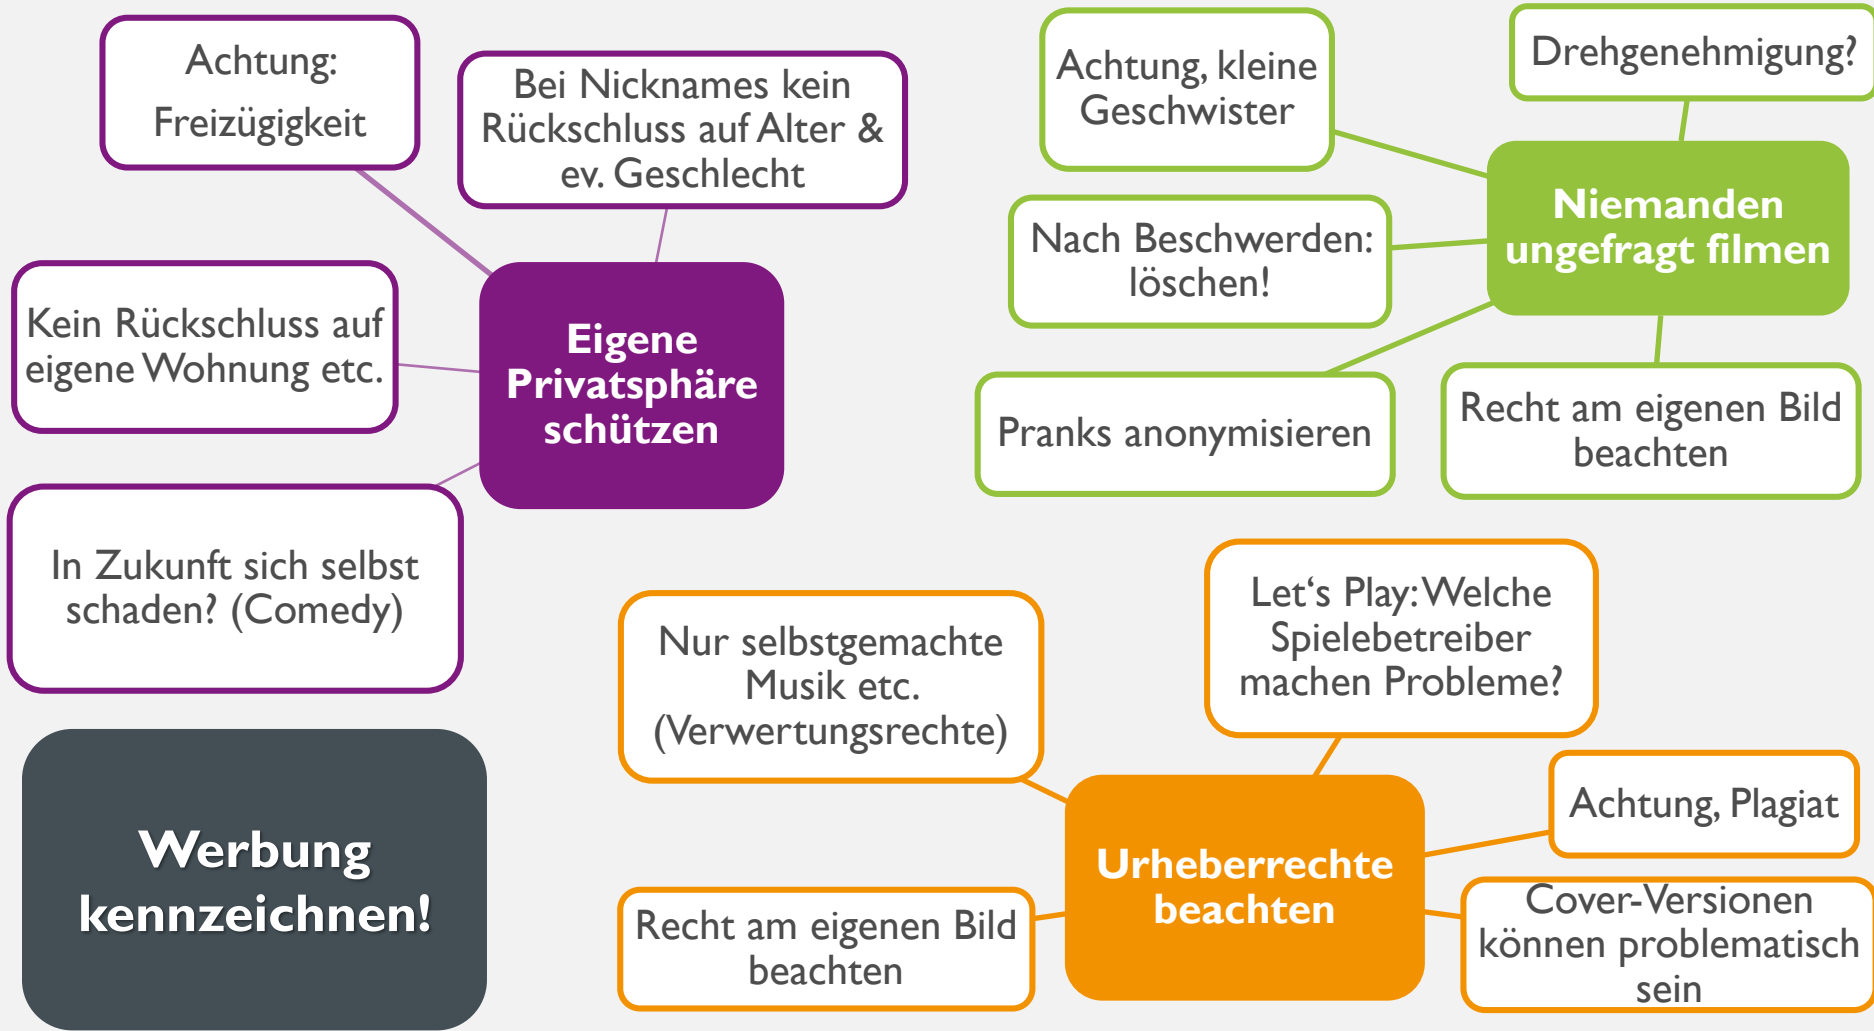 Achtung:
Freizügigkeit
Bei Nicknames kein
Rückschluss auf Alter &
ev. Geschlecht
Kein Rückschluss auf
eigene Wohnung etc.
Eigene
Privatsphäre
schützen
In Zukunft sich selbst
schaden? (Comedy)
Werbung
kennzeichnen!
Achtung, kleine
Geschwister
Drehgenehmigung?
Niemanden
ungefragt filmen
Nach Beschwerden:
löschen!
Pranks anonymisieren
Recht am eigenen Bild
beachten
Nur selbstgemachte
Musik etc.
(Verwertungsrechte)
Let‘s Play: Welche
Spielebetreiber
machen Probleme?
Achtung, Plagiat
Urheberrechte
beachten
Recht am eigenen Bild
beachten
Cover-Versionen
können problematisch
sein